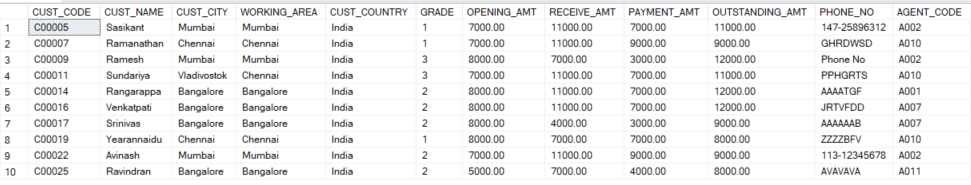 CUST_CODE CUST_NAME CUST_CITY WORKING_AREA CUST_COUNTRY GRADE OPENING_AMT RECEIVE_AMT PAYMENT_AMT OUTSTANDING_AMT PHONE_NO AGENT_CODE
1 C00005 Sasikant Mumbai Mumbai India 1 7000.00 11000.00 7000.00 11000.00 147-25896312 A002
2 C00007 Ramanathan Chennai Chennai India 1 7000.00 11000.00 9000.00 9000.00 GHRDWSD A010
3 C00009 Ramesh Mumbai Mumbai India 3 8000.00 7000.00 3000.00 12000.00 Phone No A002
4 C00011 Sundariya Vladivostok Chennai India 3 7000.00 11000.00 7000.00 11000.00 PPHGRTS A010
5 C00014 Rangarappa Bangalore Bangalore India 2 8000.00 11000.00 7000.00 12000.00 AAAATGF A001
6 C00016 Venkatpati Bangalore Bangalore India 2 8000.00 11000.00 7000.00 12000.00 JRTVFDD A007
7 C00017 Srinivas Bangalore Bangalore India 2 8000.00 4000.00 3000.00 9000.00 AAAAAAB A007
8 C00019 Yearannaidu Chennai Chennai India 1 8000.00 7000.00 7000.00 8000.00 ZZZZBFV A010
9 C00022 Avinash Mumbai Mumbai India 2 7000.00 11000.00 9000.00 9000.00 113-12345678 A002
10 C00025 Ravindran Bangalore Bangalore India 2 5000.00 7000.00 4000.00 8000.00 AVAVAVA A011